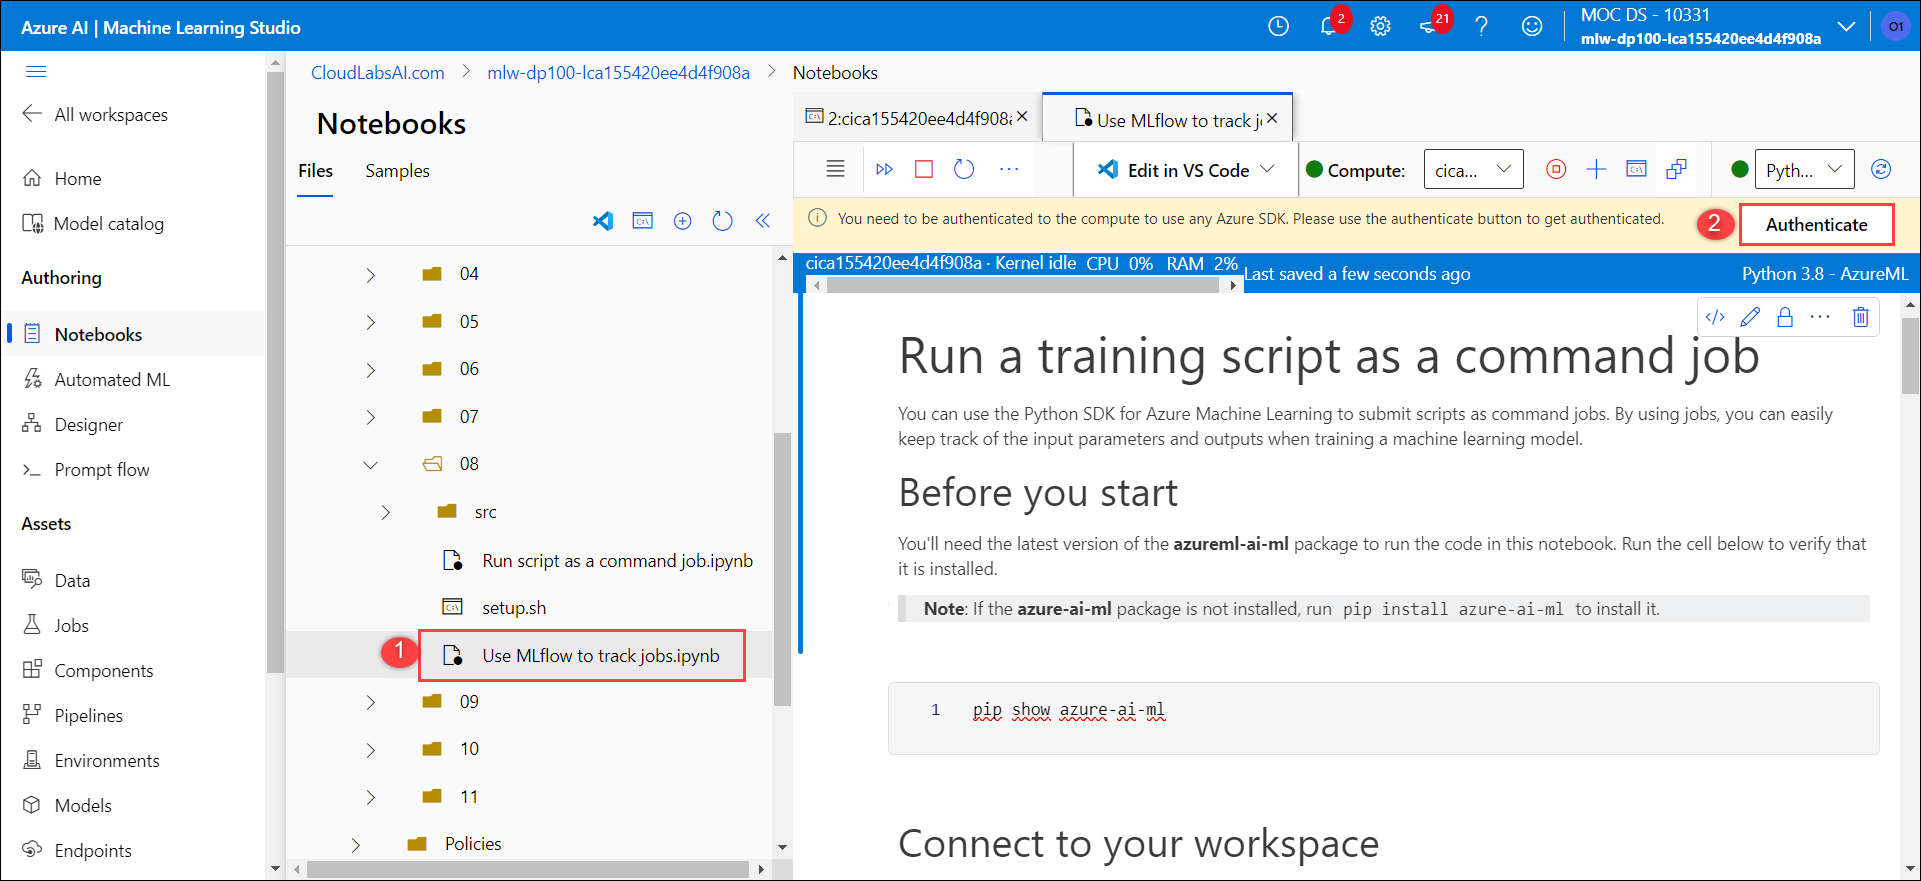 Azure AI | Machine Learning Studio
2
21
MOC DS - 10331
mlw-dp100-lca155420ee4d4f908a
O1
All workspaces
Home
Model catalog
Authoring
Notebooks
Automated ML
Designer
Prompt flow
Assets
Data
Jobs
Components
Pipelines
Environments
Models
Endpoints
CloudLabsAI.com > mlw-dp100-lca155420ee4d4f908a > Notebooks
Notebooks
Files
Samples
04
05
06
07
08
src
Run script as a command job.ipynb
setup.sh
1
Use MLflow to track jobs.ipynb
09
10
11
Policies
2:cica155420ee4d4f908a
Use MLflow to track j
Edit in VS Code
Compute:
cica...
Pyth...
You need to be authenticated to the compute to use any Azure SDK. Please use the authenticate button to get authenticated.
2
Authenticate
cica155420ee4d4f908a · Kernel idle CPU 0% RAM 2%
Last saved a few seconds ago
Python 3.8 - AzureML
Run a training script as a command job
You can use the Python SDK for Azure Machine Learning to submit scripts as command jobs. By using jobs, you can easily
keep track of the input parameters and outputs when training a machine learning model.
Before you start
You'll need the latest version of the azureml-ai-ml package to run the code in this notebook. Run the cell below to verify that
it is installed.
Note: If the azure-ai-ml package is not installed, run pip install azure-ai-ml to install it.
1 pip show azure-ai-ml
Connect to your workspace